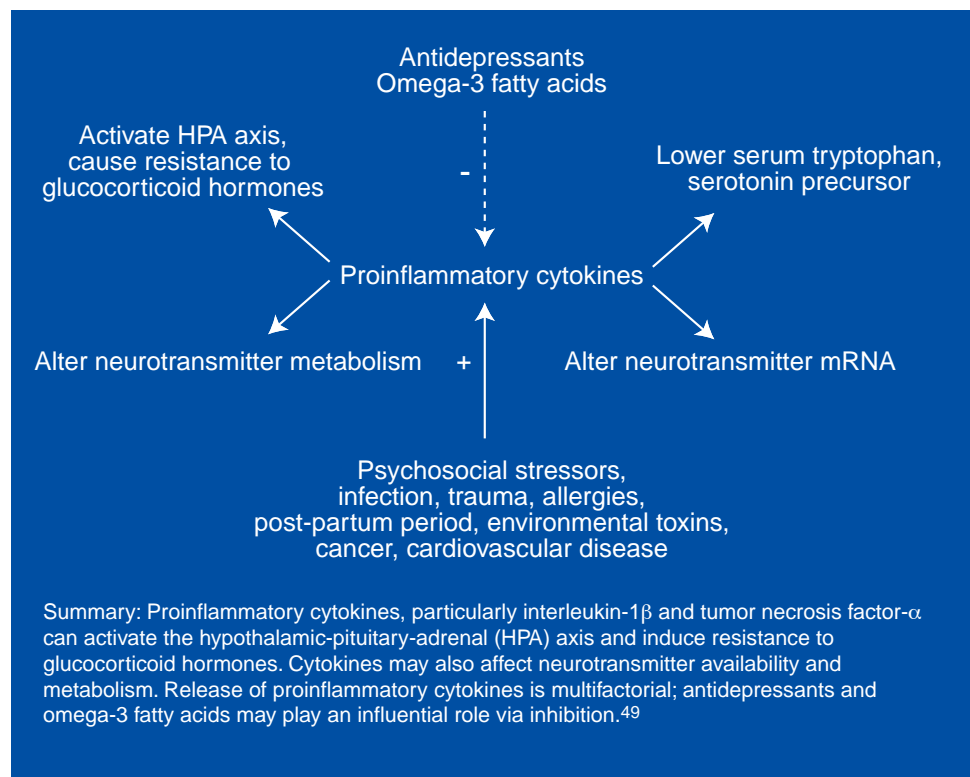 Antidepressants
Omega-3 fatty acids
Activate HPA axis,
cause resistance to
glucocorticoid hormones
-
Lower serum tryptophan,
serotonin precursor
Proinflammatory cytokines
Alter neurotransmitter metabolism
+
Alter neurotransmitter mRNA
Psychosocial stressors,
infection, trauma, allergies,
post-partum period, environmental toxins,
cancer, cardiovascular disease
Summary: Proinflammatory cytokines, particularly interleukin-1β and tumor necrosis factor-α
can activate the hypothalamic-pituitary-adrenal (HPA) axis and induce resistance to
glucocorticoid hormones. Cytokines may also affect neurotransmitter availability and
metabolism. Release of proinflammatory cytokines is multifactorial; antidepressants and
omega-3 fatty acids may play an influential role via inhibition.49